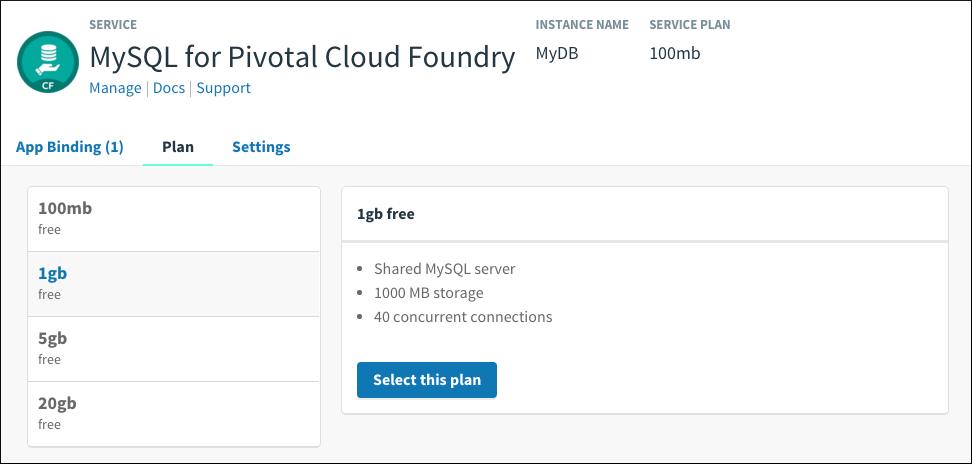 SERVICE
MySQL for Pivotal Cloud Foundry
Manage | Docs | Support
INSTANCE NAME
MyDB
SERVICE PLAN
100mb
CF
App Binding (1) Plan Settings
100mb
free
1gb
free
5gb
free
20gb
free
1gb free
• Shared MySQL server
• 1000 MB storage
• 40 concurrent connections
Select this plan